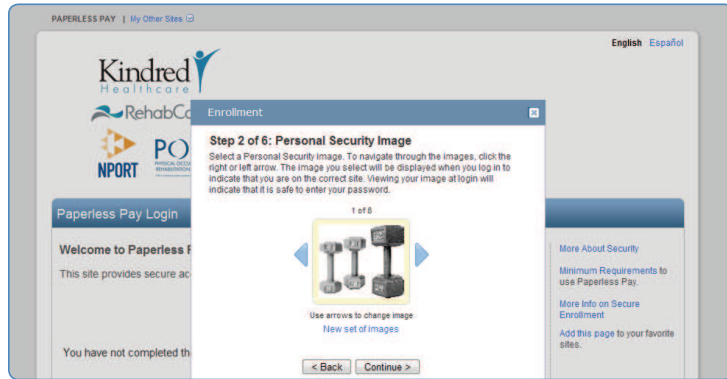 PAPERLESS PAY | My Other Sites
English Español
Kindred
Healthcare
RehabCa
NPORT
Enrollment
Step 2 of 6: Personal Security Image
Select a Personal Security image. To navigate through the images, click the
right or left arrow. The image you select will be displayed when you log in to
indicate that you are on the correct site. Viewing your image at login will
indicate that it is safe to enter your password.
1 of 8
Use arrows to change image
New set of images
< Back Continue >
Paperless Pay Login
Welcome to Paperless
This site provides secure ac
You have not completed th
More About Security
Minimum Requirements to
use Paperless Pay.
More Info on Secure
Enrollment
Add this page to your favorite
sites.